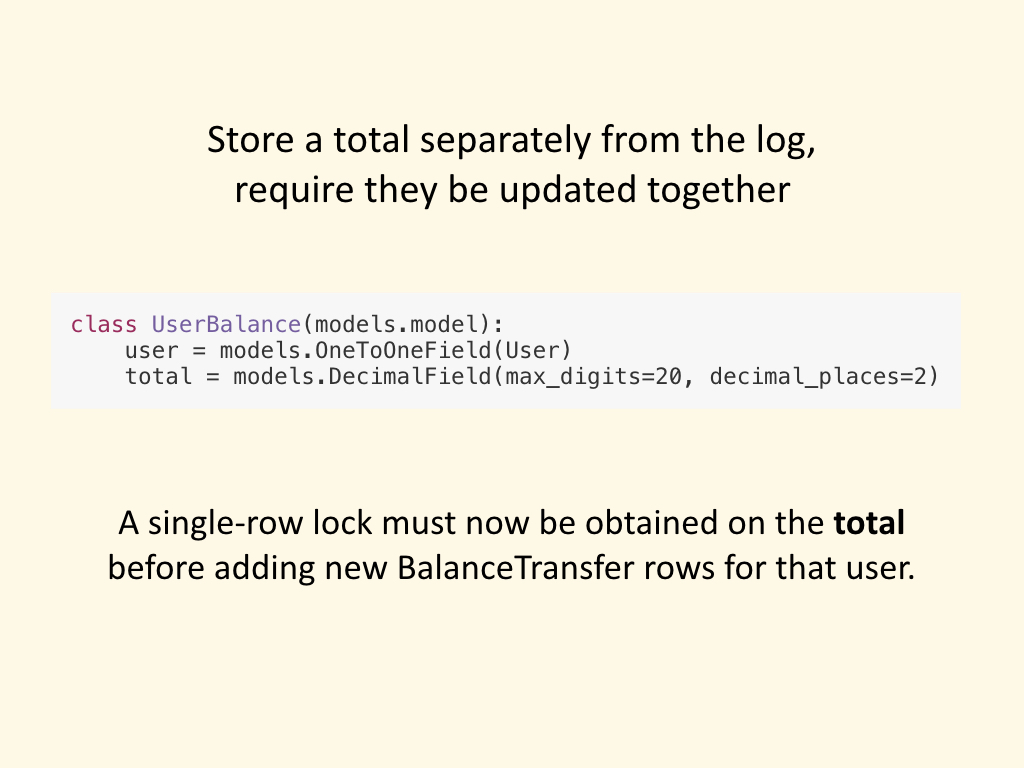 Store a total separately from the log,
require they be updated together
class UserBalance(models.model):
    user = models.OneToOneField(User)
    total = models.DecimalField(max_digits=20, decimal_places=2)
A single-row lock must now be obtained on the total
before adding new BalanceTransfer rows for that user.